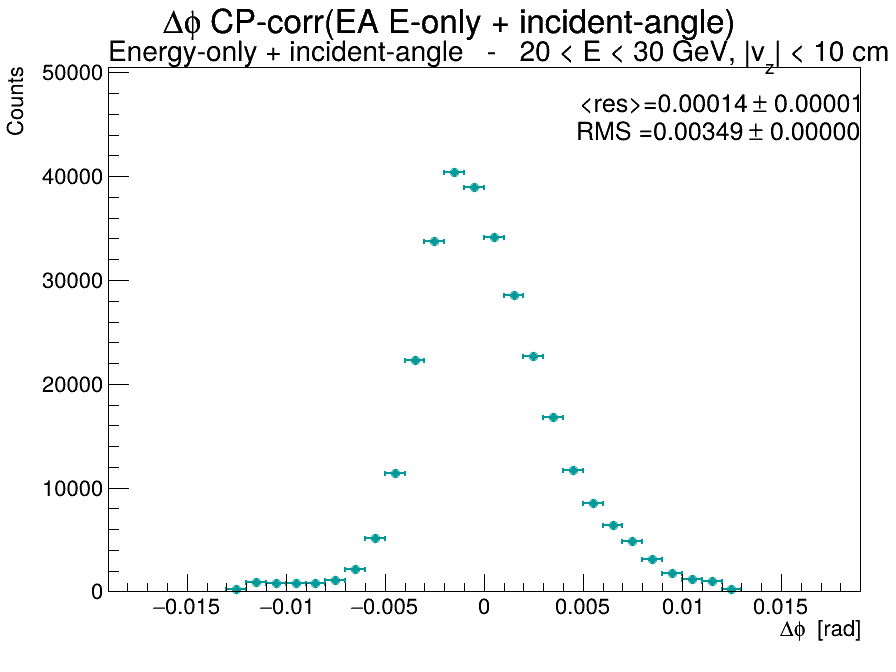 Δϕ CP-corr(EA E-only + incident-angle)
Energy-only + incident-angle - 20 < E < 30 GeV, |v_z| < 10 cm
<res>=0.00014 ± 0.00001
RMS =0.00349 ± 0.00000
Counts
50000
40000
30000
20000
10000
0
−0.015 −0.01 −0.005 0 0.005 0.01 0.015
Δϕ [rad]